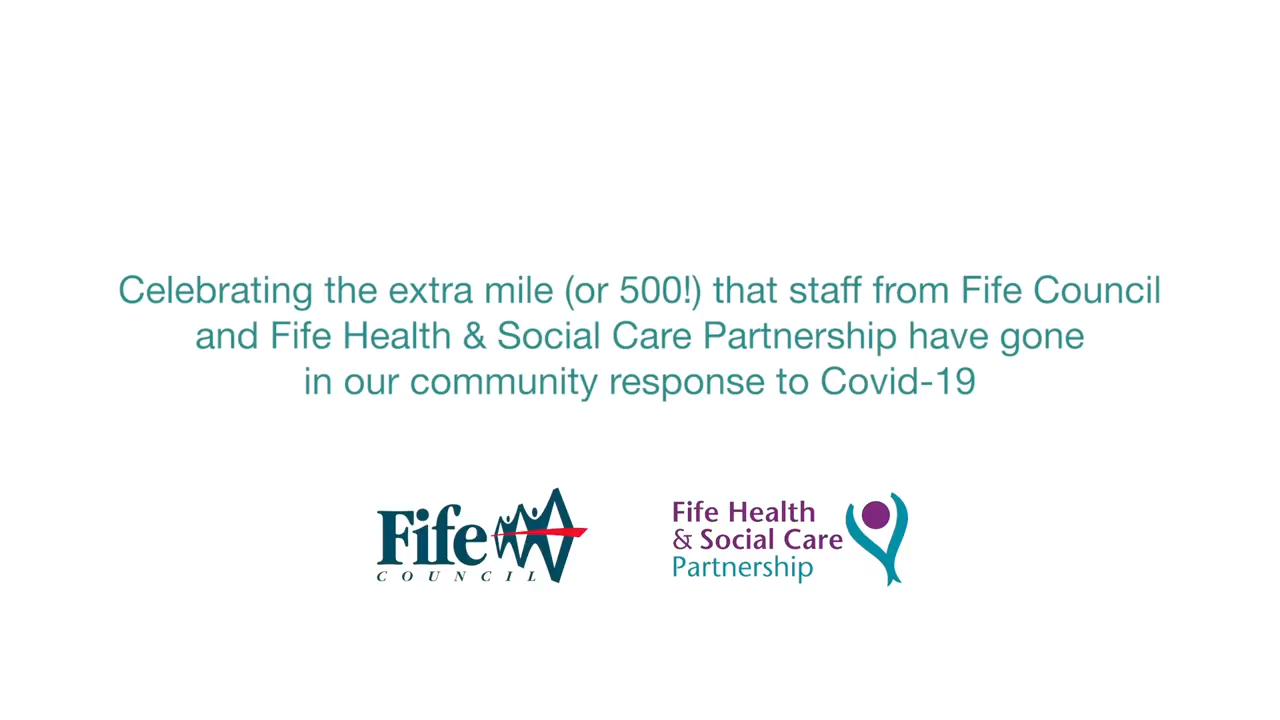 Celebrating the extra mile (or 500!) that staff from Fife Council
and Fife Health & Social Care Partnership have gone
in our community response to Covid-19
Fife
COUNCIL
Fife Health
& Social Care
Partnership